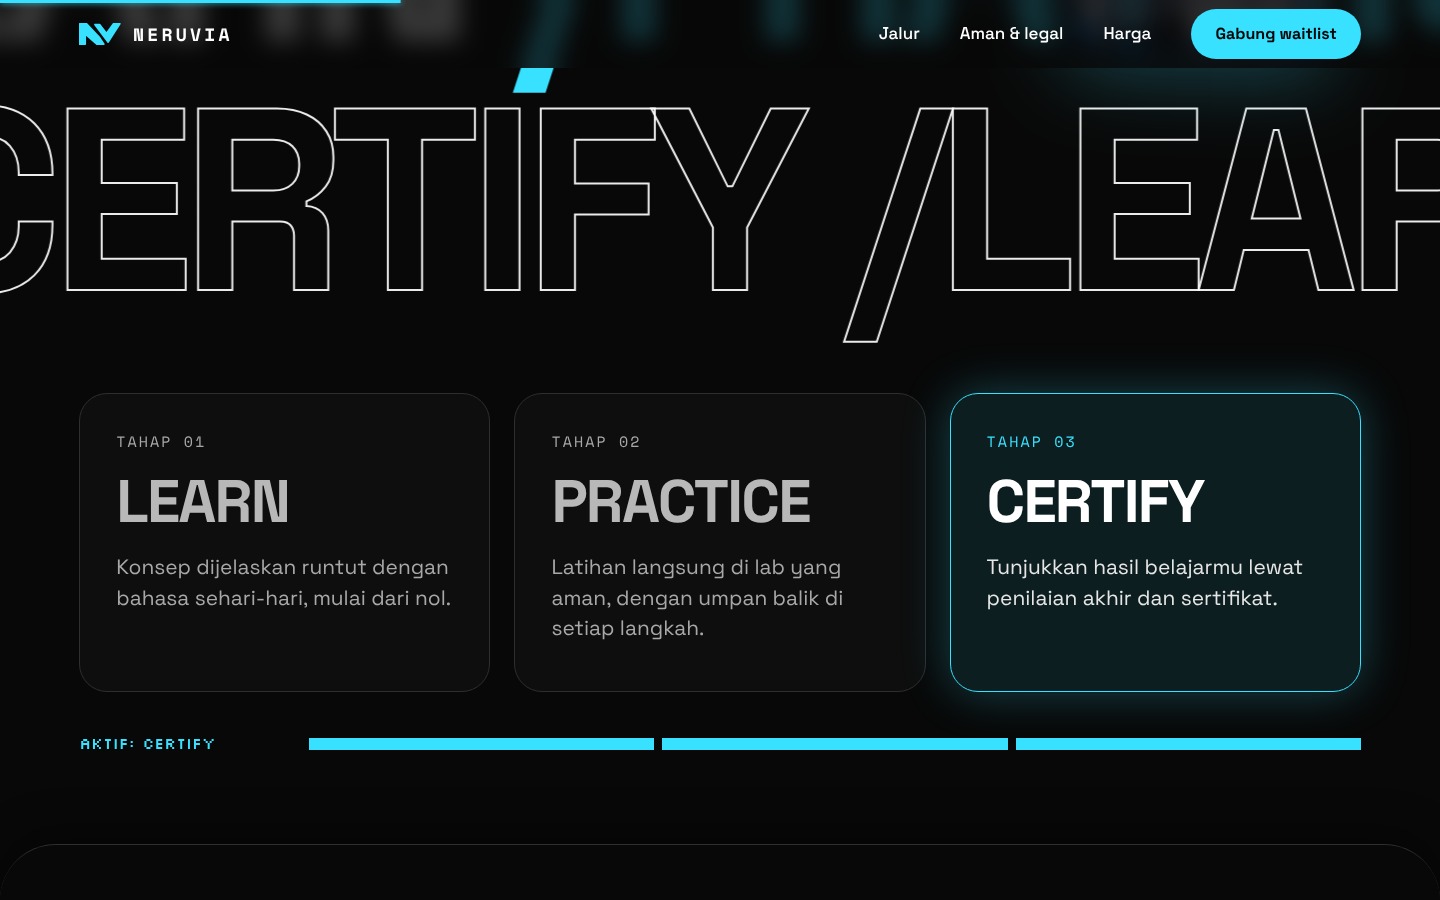 NERUVIA
Jalur
Aman & legal
Harga
Gabung waitlist
CERTIFY /LEAR
TAHAP 01
LEARN
Konsep dijelaskan runtut dengan
bahasa sehari-hari, mulai dari nol.
TAHAP 02
PRACTICE
Latihan langsung di lab yang
aman, dengan umpan balik di
setiap langkah.
TAHAP 03
CERTIFY
Tunjukkan hasil belajarmu lewat
penilaian akhir dan sertifikat.
AKTIF: CERTIFY